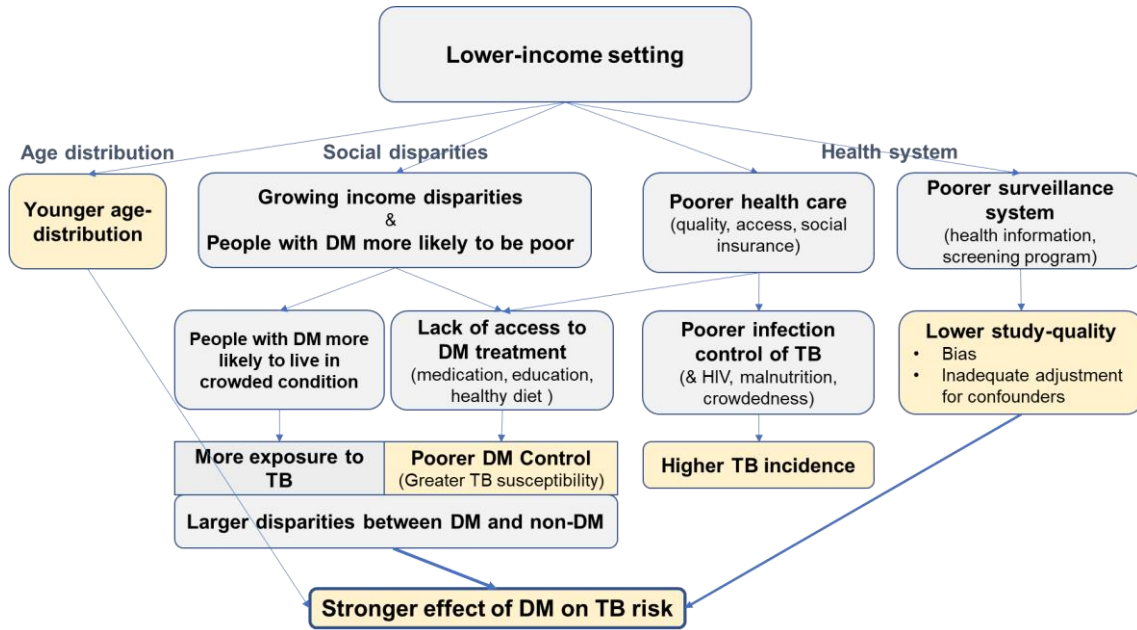 Lower-income setting
Age distribution
Social disparities
Health system
Younger age-
distribution
Growing income disparities
&
People with DM more likely to be poor
Poorer health care
(quality, access, social
insurance)
Poorer surveillance
system
(health information,
screening program)
People with DM more
likely to live in
crowded condition
Lack of access to
DM treatment
(medication, education,
healthy diet )
Poorer infection
control of TB
(& HIV, malnutrition,
crowdedness)
Lower study-quality
• Bias
• Inadequate adjustment
for confounders
More exposure to
TB
Poorer DM Control
(Greater TB susceptibility)
Higher TB incidence
Larger disparities between DM and non-DM
Stronger effect of DM on TB risk